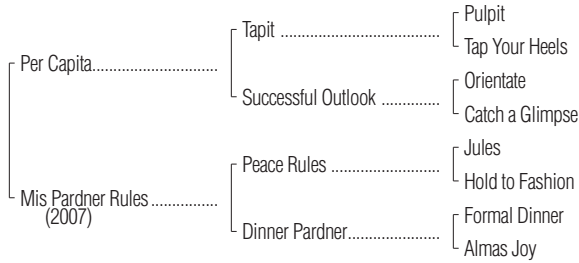 Pulpit
Tapit ..............................
Tap Your Heels
Per Capita........................
Orientate
Successful Outlook .............
Catch a Glimpse
Jules
Peace Rules .....................
Hold to Fashion
Mis Pardner Rules .............
(2007)
Formal Dinner
Dinner Pardner..................
Almas Joy